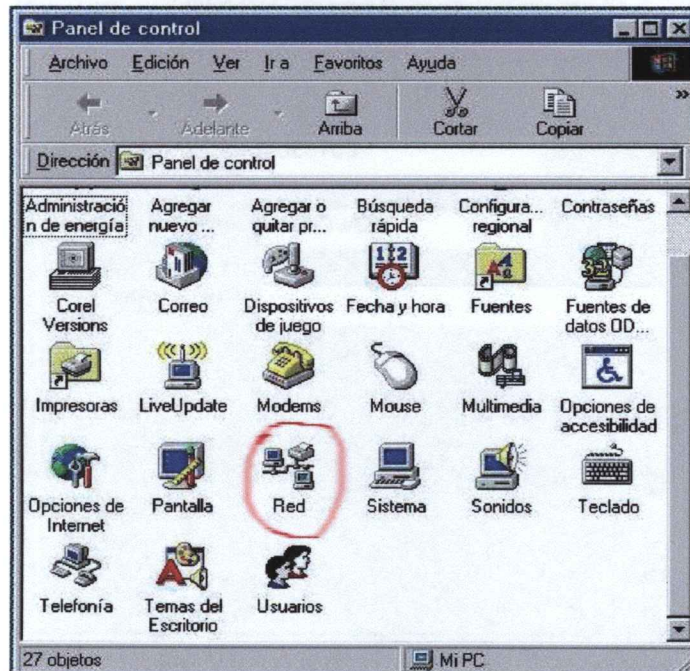 Panel de control
Archivo Edición Ver Ir a Favoritos Ayuda
Atrás Adelante Arriba Cortar Copiar »
Dirección Panel de control
Administració Agregar Agregar o Búsqueda Configura... Contraseñas
n de energía nuevo ... quitar pr... rápida regional
Corel Correo Dispositivos Fecha y hora Fuentes Fuentes de
Versions de juego datos OD...
Impresoras LiveUpdate Modems Mouse Multimedia Opciones de
accesibilidad
Opciones de Pantalla Red Sistema Sonidos Teclado
Internet
Telefonía Temas del Usuarios
Escritorio
27 objetos Mi PC